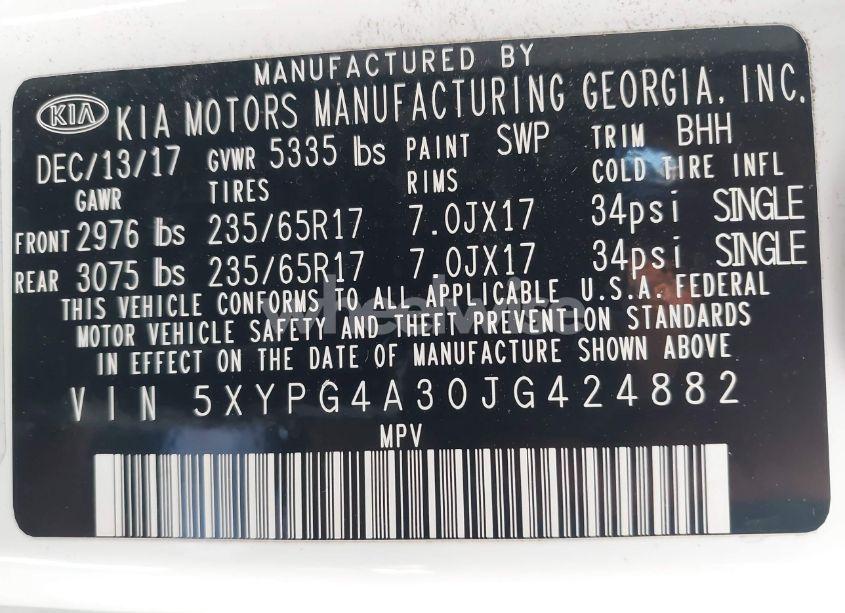 MANUFACTURED BY
KIA KIA MOTORS MANUFACTURING GEORGIA, INC.
DEC/13/17 GVWR 5335 lbs PAINT SWP TRIM BHH
GAWR TIRES RIMS COLD TIRE INFL
FRONT 2976 lbs 235/65R17 7.0JX17 34psi SINGLE
REAR 3075 lbs 235/65R17 7.0JX17 34psi SINGLE
THIS VEHICLE CONFORMS TO ALL APPLICABLE U.S.A. FEDERAL
MOTOR VEHICLE SAFETY AND THEFT PREVENTION STANDARDS
IN EFFECT ON THE DATE OF MANUFACTURE SHOWN ABOVE
VIN 5XYPG4A30JG424882
MPV